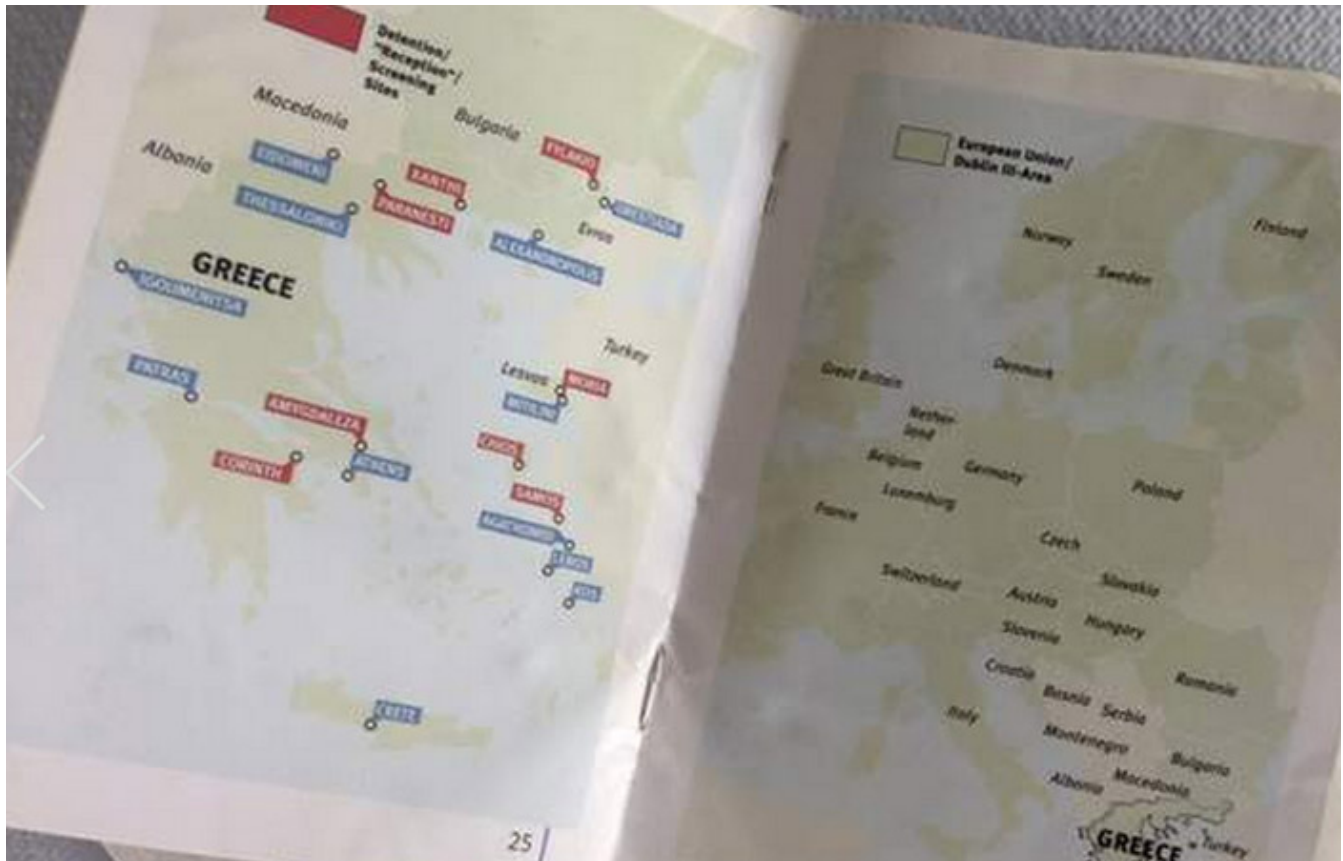 Detention/
"Reception"/
Screening
Sites
Macedonia
Bulgaria
Albania
FYLAKIO
EIDOMENI
XANTHI
PARANESTI
ORESTIADA
THESSALONIKI
Evros
ALEXANDROPOLIS
GREECE
IGOUMENITSA
Turkey
PATRAS
Lesvos
MORIA
MITILINI
AMYGDALEZA
CORINTH
ATHENS
CHIOS
SAMOS
LEROS
KOS
CRETE
25
European Union/
Dublin III-Area
Norway
Finland
Sweden
Denmark
Great Britain
Nether-
land
Belgium
Germany
Luxemburg
Poland
France
Czech
Slovakia
Switzerland
Austria
Hungary
Slovenia
Croatia
Bosnia
Serbia
Romania
Italy
Montenegro
Bulgaria
Albania
Macedonia
GREECE
Turkey